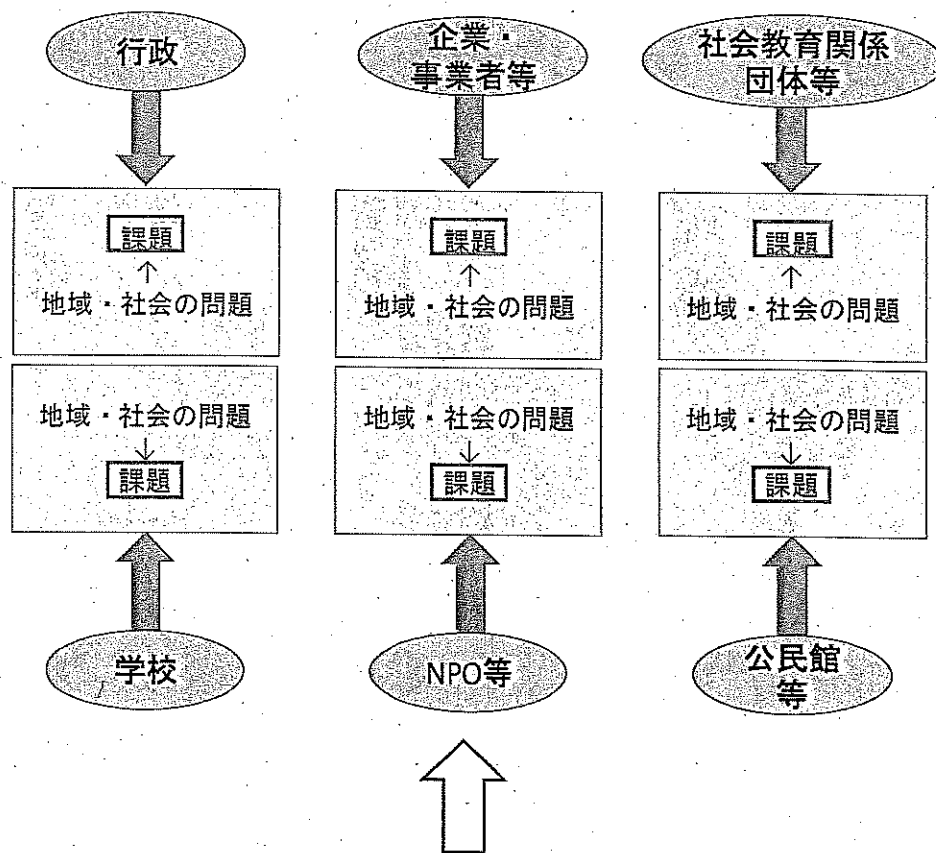 行政
企業・
事業者等
社会教育関係
団体等
課題
地域・社会の問題
課題
地域・社会の問題
課題
地域・社会の問題
地域・社会の問題
課題
地域・社会の問題
課題
地域・社会の問題
課題
学校
NPO等
公民館
等